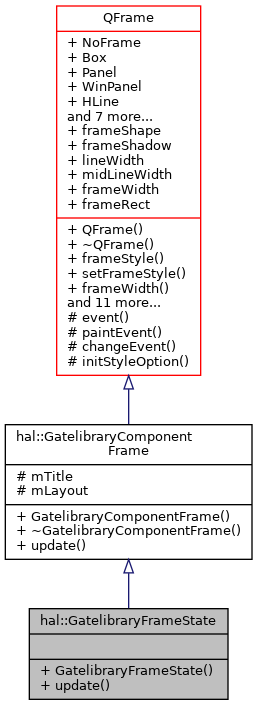 QFrame
+ NoFrame
+ Box
+ Panel
+ WinPanel
+ HLine
and 7 more...
+ frameShape
+ frameShadow
+ lineWidth
+ midLineWidth
+ frameWidth
+ frameRect
+ QFrame()
+ ~QFrame()
+ frameStyle()
+ setFrameStyle()
+ frameWidth()
and 11 more...
# event()
# paintEvent()
# changeEvent()
# initStyleOption()
hal::GatelibraryComponent
Frame
# mTitle
# mLayout
+ GatelibraryComponentFrame()
+ ~GatelibraryComponentFrame()
+ update()
hal::GatelibraryFrameState
+ GatelibraryFrameState()
+ update()